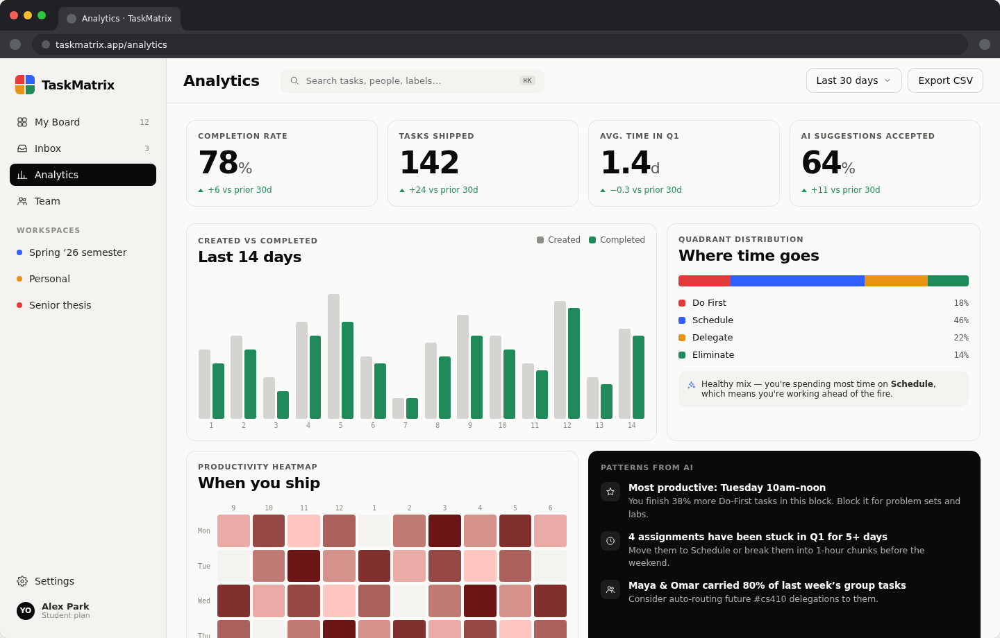 Analytics · TaskMatrix
taskmatrix.app/analytics
TaskMatrix
My Board 12
Inbox 3
Analytics
Team
WORKSPACES
Spring ‘26 semester
Personal
Senior thesis
Settings
YO
Alex Park
Student plan
Analytics
Search tasks, people, labels…
⌘K
Last 30 days
Export CSV
COMPLETION RATE
78%
+6 vs prior 30d
TASKS SHIPPED
142
+24 vs prior 30d
AVG. TIME IN Q1
1.4d
−0.3 vs prior 30d
AI SUGGESTIONS ACCEPTED
64%
+11 vs prior 30d
CREATED VS COMPLETED
Last 14 days
Created Completed
1 2 3 4 5 6 7 8 9 10 11 12 13 14
QUADRANT DISTRIBUTION
Where time goes
Do First 18%
Schedule 46%
Delegate 22%
Eliminate 14%
Healthy mix — you're spending most time on Schedule,
which means you're working ahead of the fire.
PRODUCTIVITY HEATMAP
When you ship
9 10 11 12 1 2 3 4 5 6
Mon
Tue
Wed
Thu
PATTERNS FROM AI
Most productive: Tuesday 10am–noon
You finish 38% more Do-First tasks in this block. Block it for problem sets and
labs.
4 assignments have been stuck in Q1 for 5+ days
Move them to Schedule or break them into 1-hour chunks before the
weekend.
Maya & Omar carried 80% of last week’s group tasks
Consider auto-routing future #cs410 delegations to them.